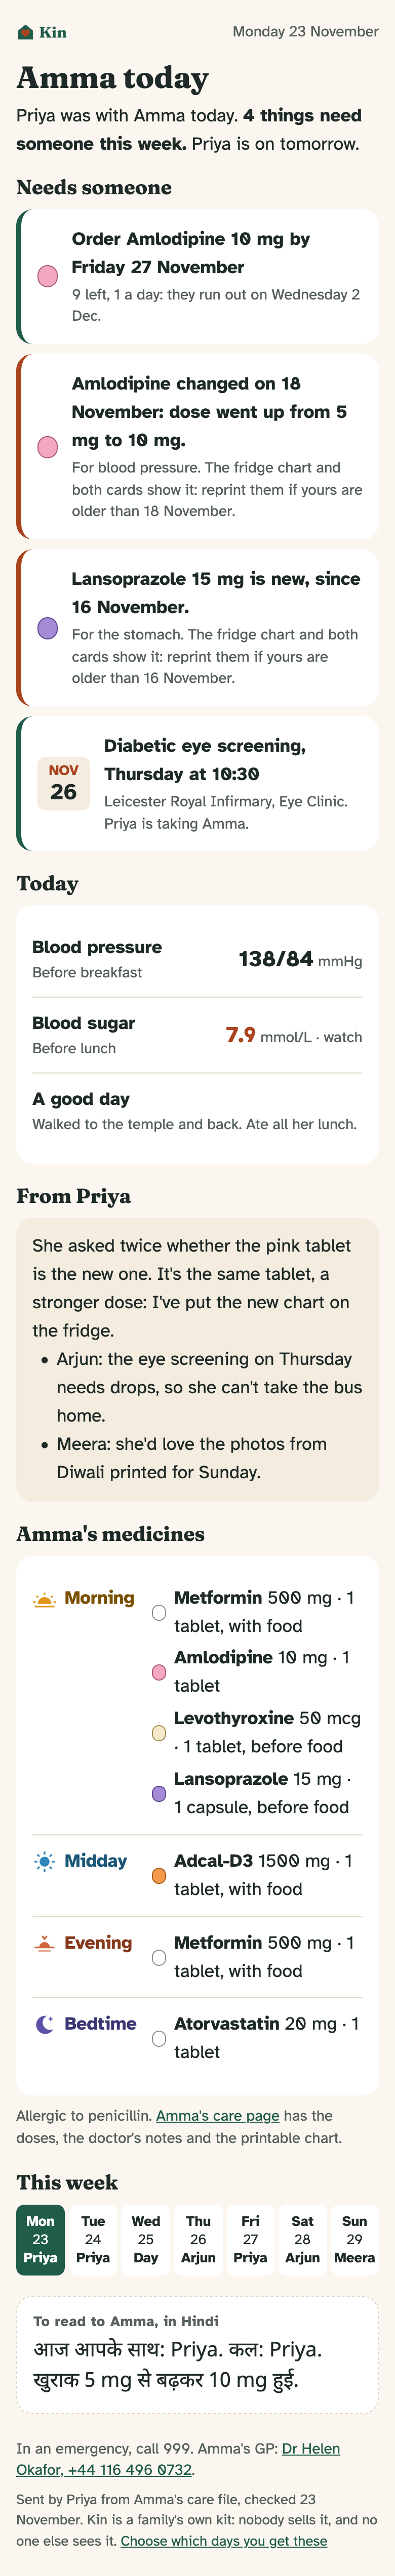 Kin
Monday 23 November
Amma today
Priya was with Amma today. 4 things need
someone this week. Priya is on tomorrow.
Needs someone
Order Amlodipine 10 mg by
Friday 27 November
9 left, 1 a day: they run out on Wednesday 2
Dec.
Amlodipine changed on 18
November: dose went up from 5
mg to 10 mg.
For blood pressure. The fridge chart and
both cards show it: reprint them if yours are
older than 18 November.
Lansoprazole 15 mg is new, since
16 November.
For the stomach. The fridge chart and both
cards show it: reprint them if yours are
older than 16 November.
NOV
26
Diabetic eye screening,
Thursday at 10:30
Leicester Royal Infirmary, Eye Clinic.
Priya is taking Amma.
Today
Blood pressure
Before breakfast
138/84 mmHg
Blood sugar
Before lunch
7.9 mmol/L · watch
A good day
Walked to the temple and back. Ate all her lunch.
From Priya
She asked twice whether the pink tablet
is the new one. It's the same tablet, a
stronger dose: I've put the new chart on
the fridge.
• Arjun: the eye screening on Thursday
needs drops, so she can't take the bus
home.
• Meera: she'd love the photos from
Diwali printed for Sunday.
Amma's medicines
Morning
Metformin 500 mg · 1
tablet, with food
Amlodipine 10 mg · 1
tablet
Levothyroxine 50 mcg
· 1 tablet, before food
Lansoprazole 15 mg ·
1 capsule, before food
Midday
Adcal-D3 1500 mg · 1
tablet, with food
Evening
Metformin 500 mg · 1
tablet, with food
Bedtime
Atorvastatin 20 mg · 1
tablet
Allergic to penicillin. Amma's care page has the
doses, the doctor's notes and the printable chart.
This week
Mon
23
Priya
Tue
24
Priya
Wed
25
Day
Thu
26
Arjun
Fri
27
Priya
Sat
28
Arjun
Sun
29
Meera
To read to Amma, in Hindi
आज आपके साथ: Priya. कल: Priya.
खुराक 5 mg से बढ़कर 10 mg हुई.
In an emergency, call 999. Amma's GP: Dr Helen
Okafor, +44 116 496 0732.
Sent by Priya from Amma's care file, checked 23
November. Kin is a family's own kit: nobody sells it, and no
one else sees it. Choose which days you get these